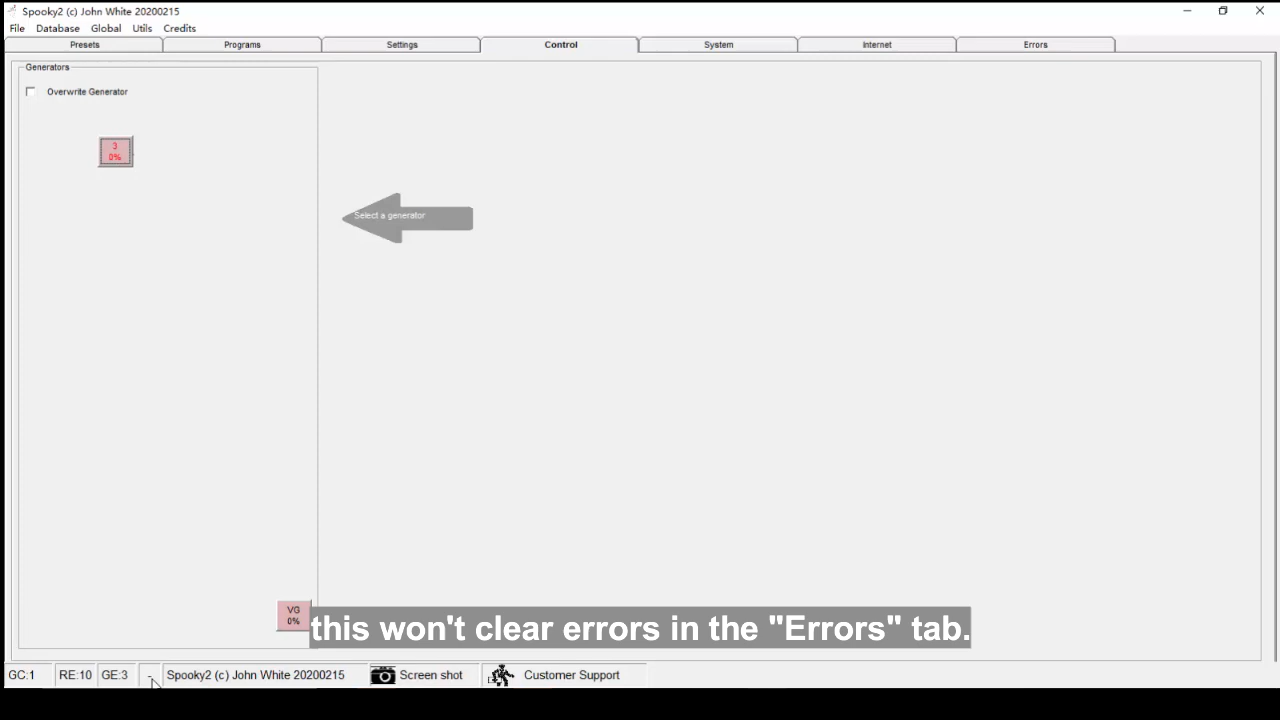 Spooky2 (c) John White 20200215
File Database Global Utils Credits
Presets Programs Settings Control System Internet Errors
Generators
Overwrite Generator
3
0%
Select a generator
VG
0%
this won't clear errors in the "Errors" tab.
GC:1 RE:10 GE:3 - Spooky2 (c) John White 20200215 Screen shot Customer Support